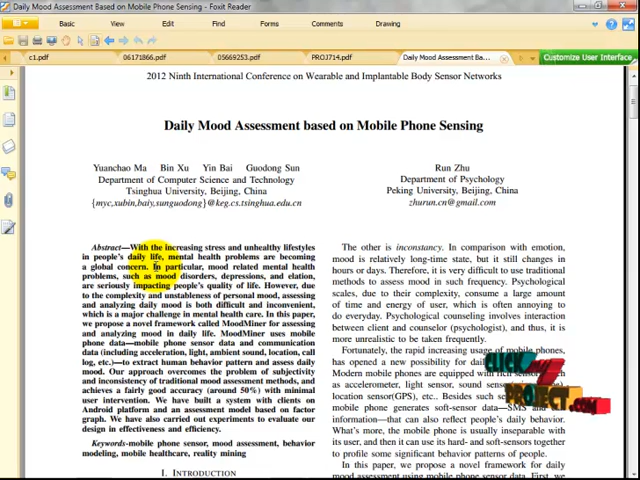 Daily Mood Assessment Based on Mobile Phone Sensing - Foxit Reader
Basic View Edit Find Forms Comments Drawing
c1.pdf 06171866.pdf 05669253.pdf PROJ714.pdf Daily Mood Assessment Ba... Customize User Interface
2012 Ninth International Conference on Wearable and Implantable Body Sensor Networks
Daily Mood Assessment based on Mobile Phone Sensing
Yuanchao Ma Bin Xu Yin Bai Guodong Sun
Department of Computer Science and Technology
Tsinghua University, Beijing, China
{myc,xubin,baiy,sunguodong}@keg.cs.tsinghua.edu.cn
Run Zhu
Department of Psychology
Peking University, Beijing, China
zhurun.cn@gmail.com
Abstract—With the increasing stress and unhealthy lifestyles
in people's daily life, mental health problems are becoming
a global concern. In particular, mood related mental health
problems, such as mood disorders, depressions, and elation,
are seriously impacting people's quality of life. However, due
to the complexity and unstableness of personal mood, assessing
and analyzing daily mood is both difficult and inconvenient,
which is a major challenge in mental health care. In this paper,
we propose a novel framework called MoodMiner for assessing
and analyzing mood in daily life. MoodMiner uses mobile
phone data—mobile phone sensor data and communication
data (including acceleration, light, ambient sound, location, call
log, etc.)—to extract human behavior pattern and assess daily
mood. Our approach overcomes the problem of subjectivity
and inconsistency of traditional mood assessment methods, and
achieves a fairly good accuracy (around 50%) with minimal
user intervention. We have built a system with clients on
Android platform and an assessment model based on factor
graph. We have also carried out experiments to evaluate our
design in effectiveness and efficiency.
Keywords-mobile phone sensor, mood assessment, behavior
modeling, mobile healthcare, reality mining
I. INTRODUCTION
The other is inconstancy. In comparison with emotion,
mood is relatively long-time state, but it still changes in
hours or days. Therefore, it is very difficult to use traditional
methods to assess mood in such frequency. Psychological
scales, due to their complexity, consume a large amount
of time and energy of user, which is often annoying to
do everyday. Psychological counseling involves interaction
between client and counselor (psychologist), and thus, it is
more unrealistic to be taken frequently.
Fortunately, the rapid increasing usage of mobile phones,
has opened a new possibility for daily
Modern mobile phones are equipped with rich
as accelerometer, light sensor, sound
location sensor(GPS), etc.. Besides such
mobile phone generates soft-sensor data—SMS
information—that can also reflect people's daily behavior.
What's more, the mobile phone is usually inseparable with
its user, and then it can use its hard- and soft-sensors together
to profile some significant behavior patterns of people.
In this paper, we propose a novel framework for daily
CLICK MY PROJECT.COM